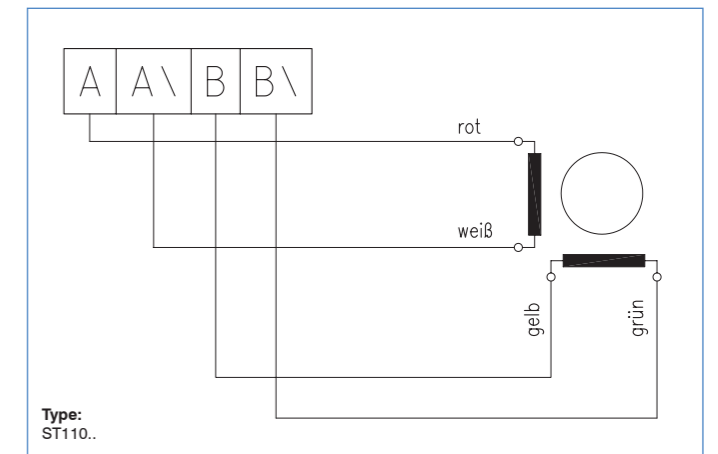 A A\ B B\
rot
weiß
gelb
grün
Type:
ST110..